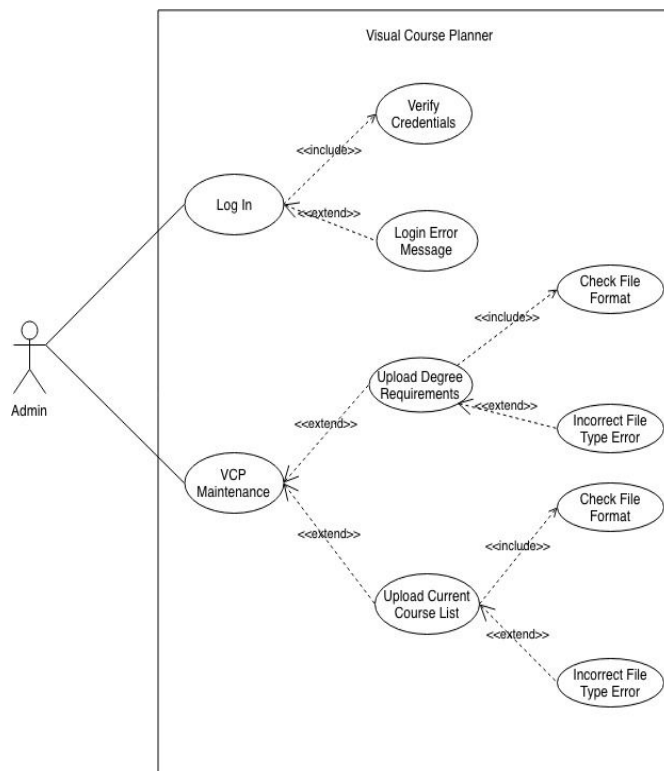 Visual Course Planner
Verify
Credentials
<<include>>
Log In
<<extend>>
Login Error
Message
Check File
Format
<<include>>
Admin
Upload Degree
Requirements
<<extend>>
<<extend>>
Incorrect File
Type Error
VCP
Maintenance
Check File
Format
<<extend>>
<<include>>
Upload Current
Course List
<<extend>>
Incorrect File
Type Error